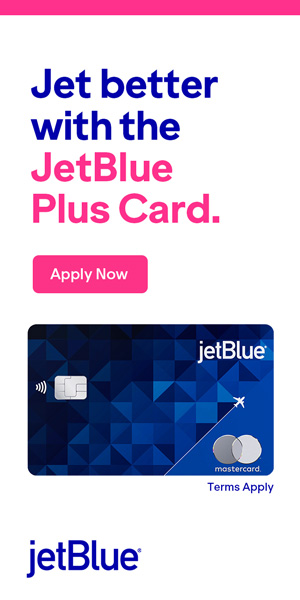 Jet better
with the
JetBlue
Plus Card.
Apply Now
jetBlue®
mastercard.
Terms Apply
jetBlue®